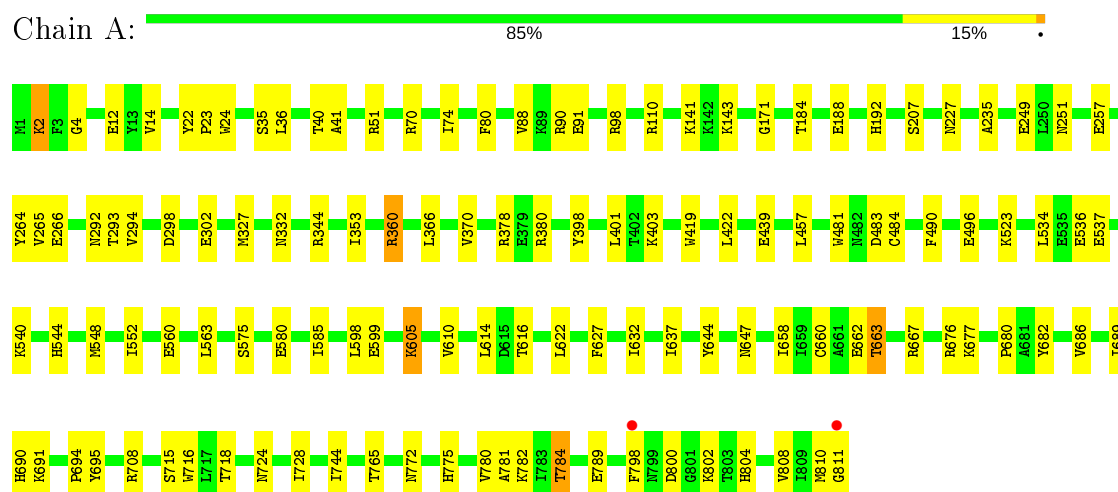 Chain A:
85% 15% •
M1 K2 F3 G4 E12 Y13 V14 Y22 P23 W24 S35 L36 T40 A41 R51 R70 I74 F80 V88 K89 R90 E91 R98 R110 K141 K142 K143 G171 T184 E188 H192 S207 N227 A235 E249 L250 N251 E257
Y264 V265 E266 N292 T293 V294 D298 E302 M327 N332 R344 I353 R360 L366 V370 R378 E379 R380 Y398 L401 T402 K403 W419 L422 E439 L457 W481 N482 D483 C484 F490 E496 K523 L534 E535 E536 E537
K540 H544 M548 I552 E560 L563 S575 E580 I585 L598 E599 K605 V610 L614 D615 T616 L622 F627 I632 I637 Y644 N647 I658 I659 C660 A661 E662 T663 R667 R676 K677 P680 A681 Y682 V686
H690 K691 P694 Y695 R708 S715 W716 L717 T718 N724 I728 I744 T765 N772 H775 V780 A781 K782 I783 T784 E789 F798 N799 D800 G801 K802 T803 H804 V808 I809 M810 G811